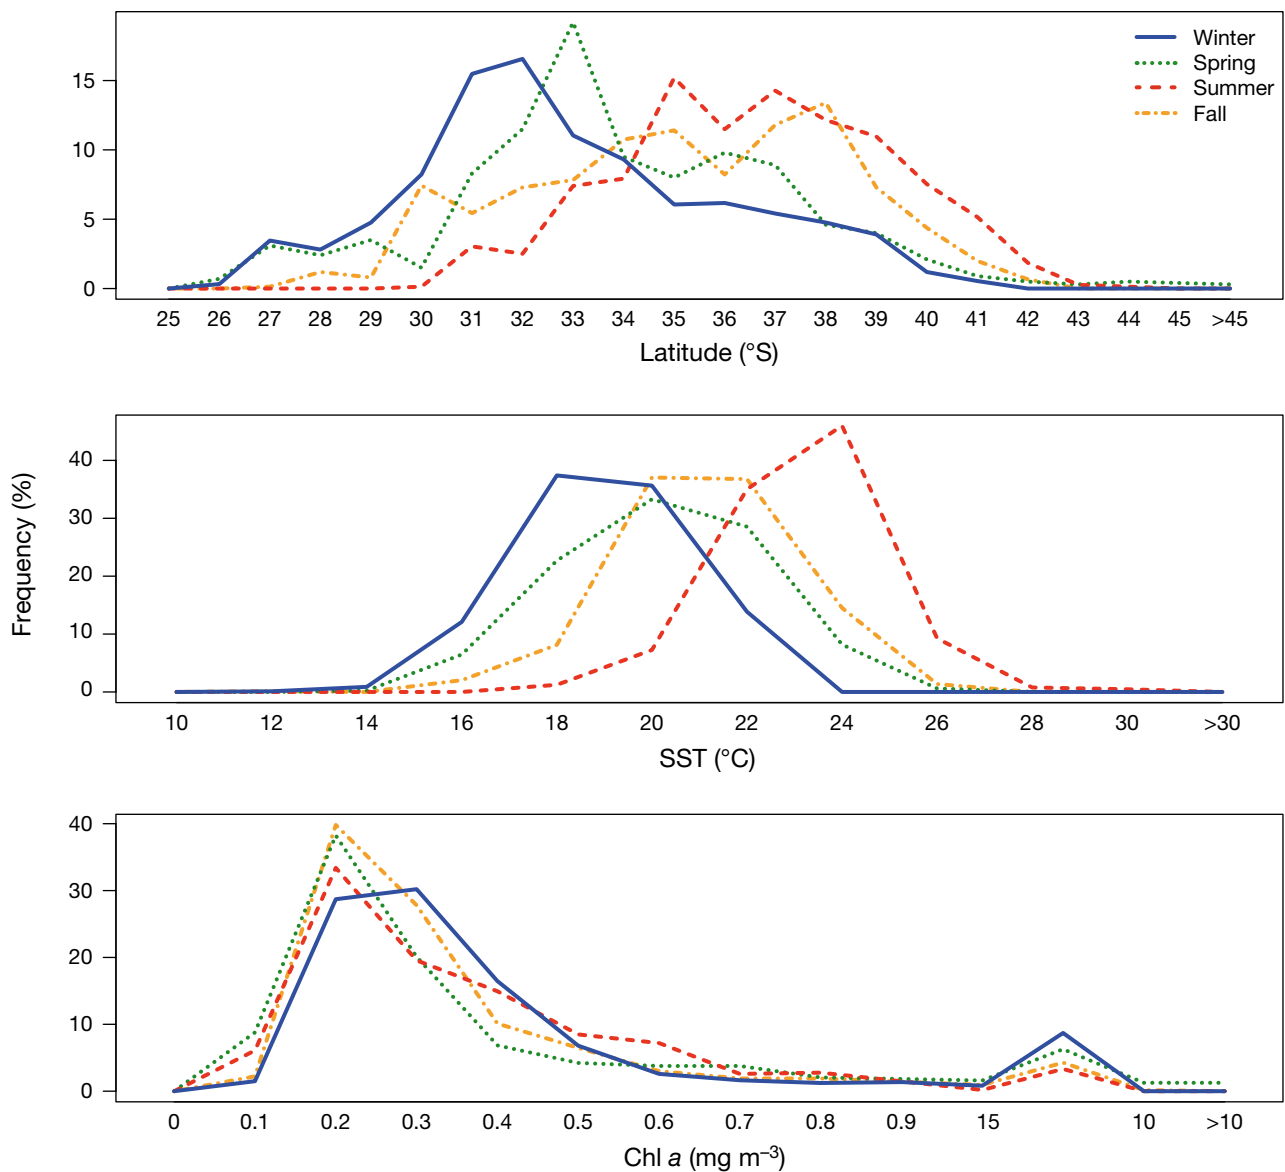 Winter
Spring
Summer
Fall
15
10
5
0
25 26 27 28 29 30 31 32 33 34 35 36 37 38 39 40 41 42 43 44 45 >45
Latitude (°S)
Frequency (%)
40
30
20
10
0
10 12 14 16 18 20 22 24 26 28 30 >30
SST (°C)
40
30
20
10
0
0 0.1 0.2 0.3 0.4 0.5 0.6 0.7 0.8 0.9 15 10 >10
Chl a (mg m–3)